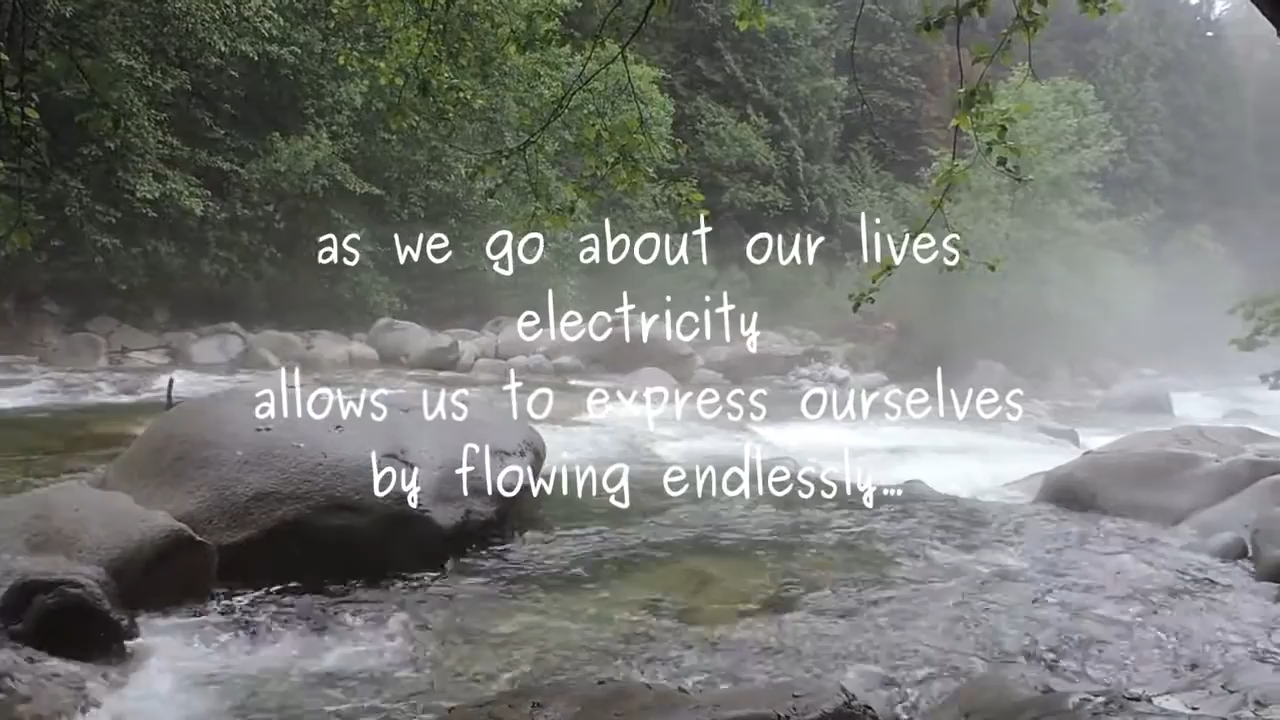 as we go about our lives
electricity
allows us to express ourselves
by flowing endlessly...